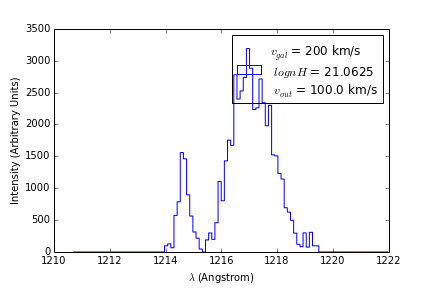 3500
3000
2500
2000
1500
1000
500
0
Intensity (Arbitrary Units)
v_gal = 200 km/s
lognH = 21.0625
v_out = 100.0 km/s
1210 1212 1214 1216 1218 1220 1222
λ (Angstrom)